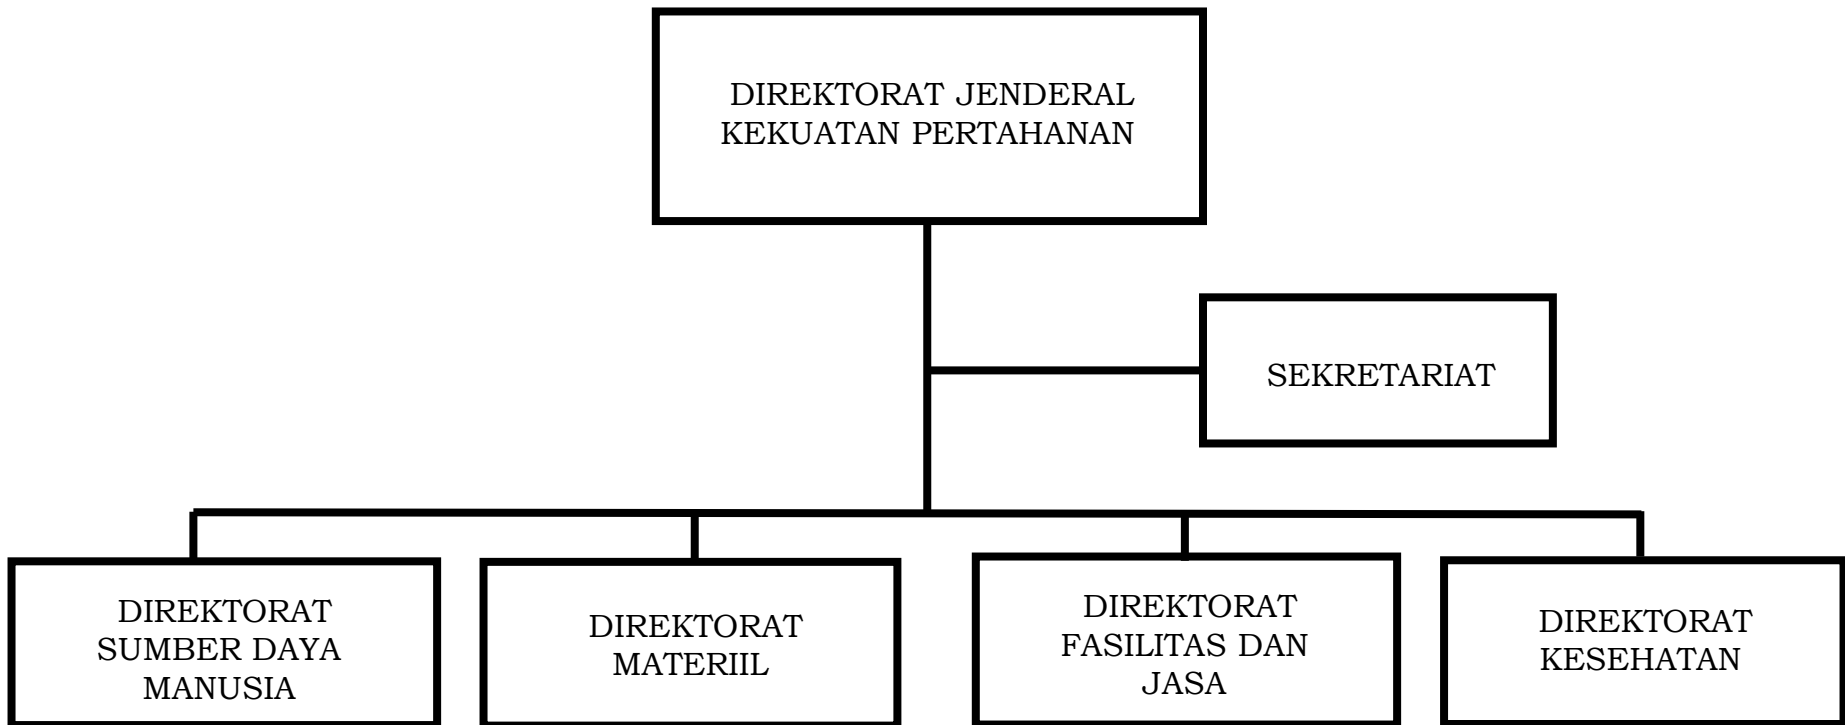 DIREKTORAT JENDERAL
KEKUATAN PERTAHANAN
SEKRETARIAT
DIREKTORAT
SUMBER DAYA
MANUSIA
DIREKTORAT
MATERIIL
DIREKTORAT
FASILITAS DAN
JASA
DIREKTORAT
KESEHATAN